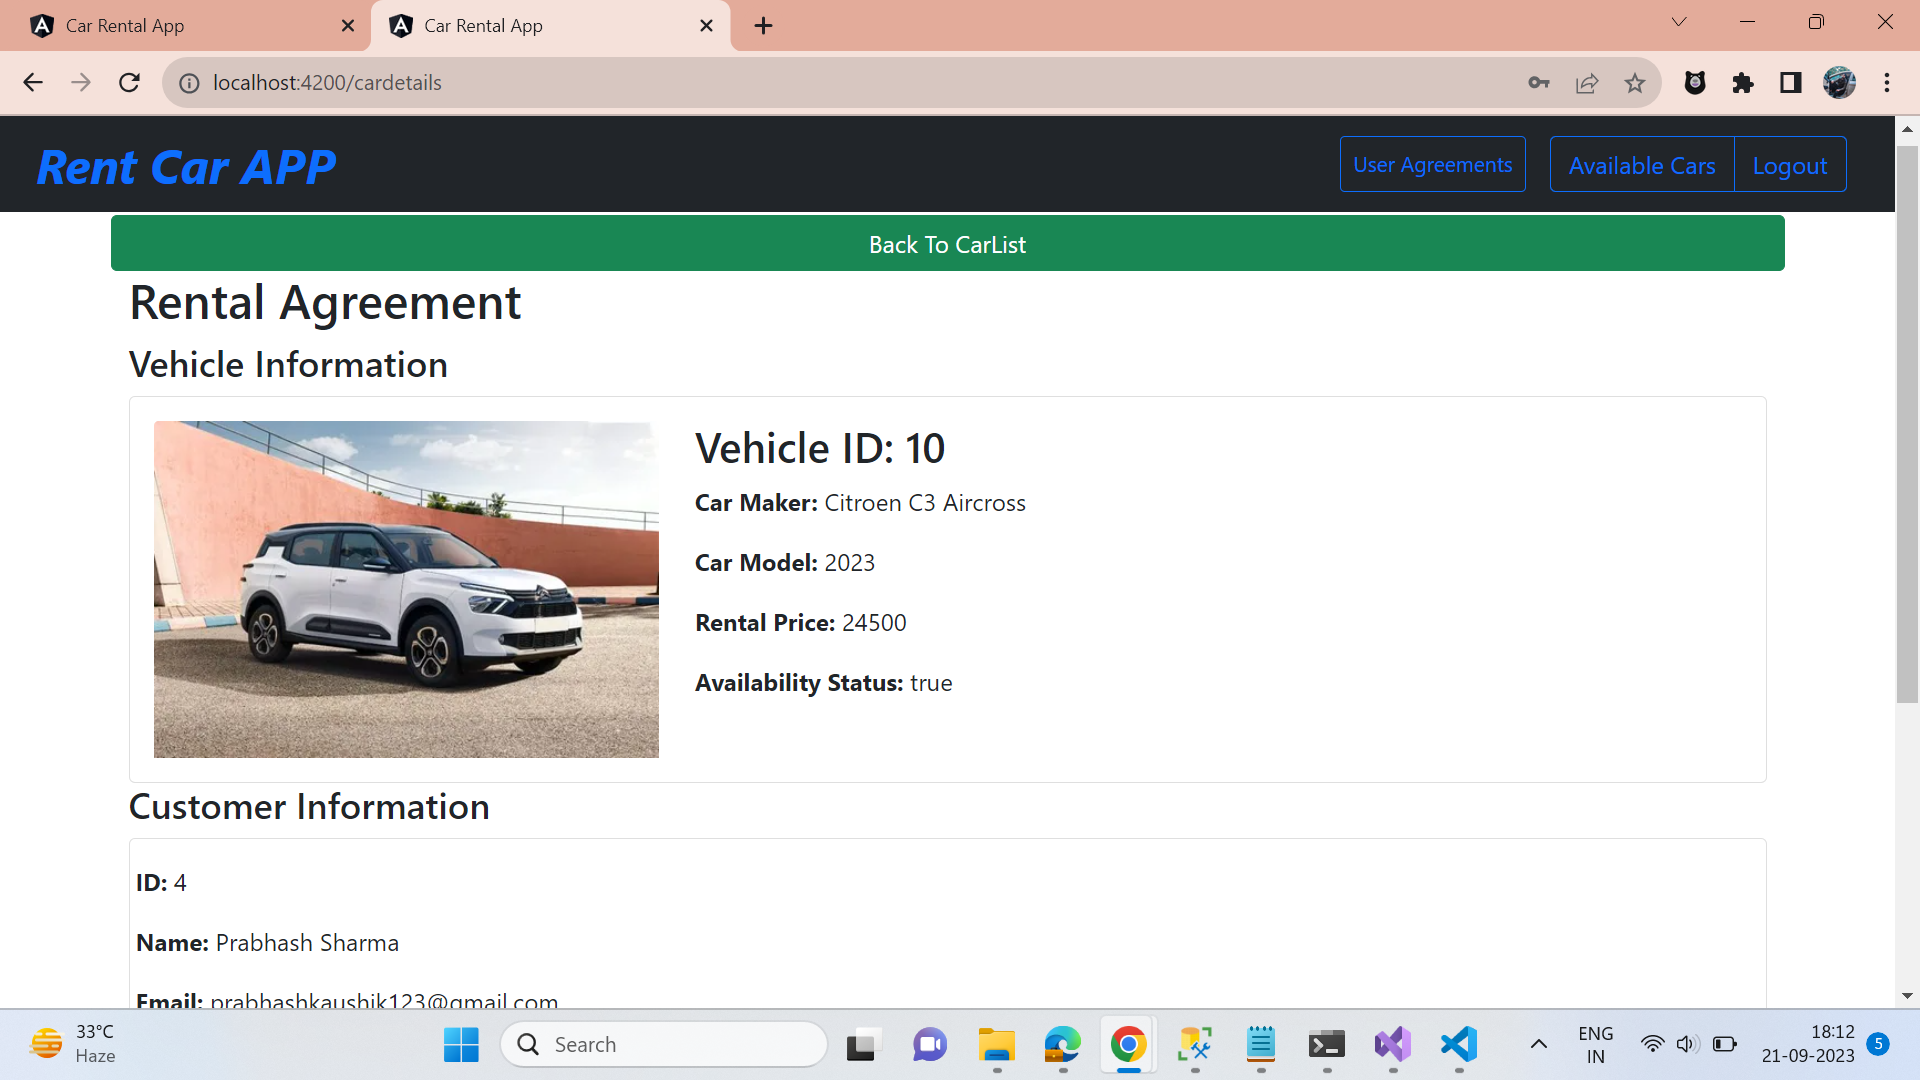 Car Rental App
Car Rental App
localhost:4200/cardetails
Rent Car APP
User Agreements
Available Cars
Logout
Back To CarList
Rental Agreement
Vehicle Information
Vehicle ID: 10
Car Maker: Citroen C3 Aircross
Car Model: 2023
Rental Price: 24500
Availability Status: true
Customer Information
ID: 4
Name: Prabhash Sharma
Email: prabhashkaushik123@gmail.com
33°C
Haze
Search
ENG
IN
18:12
21-09-2023
5